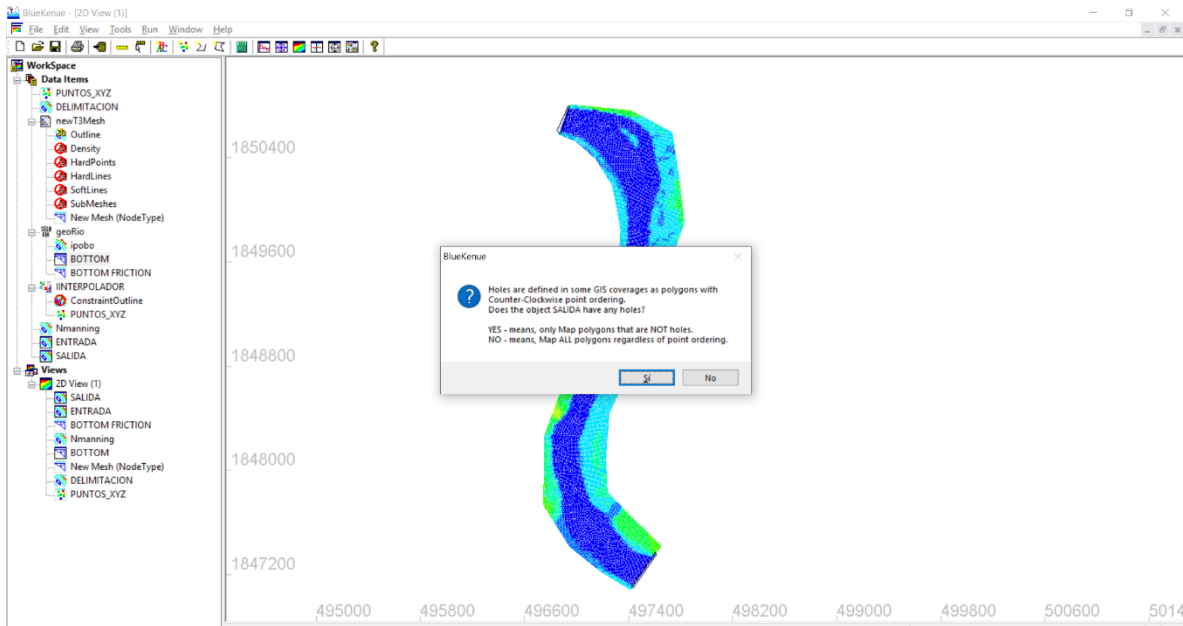 BlueKenue - [2D View (1)]
File Edit View Tools Run Window Help
WorkSpace
Data Items
PUNTOS_XYZ
DELIMITACION
newT3Mesh
Outline
Density
HardPoints
HardLines
SoftLines
SubMeshes
New Mesh (NodeType)
geoRio
ipobo
BOTTOM
BOTTOM FRICTION
IINTERPOLADOR
ConstraintOutline
PUNTOS_XYZ
Nmanning
ENTRADA
SALIDA
Views
2D View (1)
SALIDA
ENTRADA
BOTTOM FRICTION
Nmanning
BOTTOM
New Mesh (NodeType)
DELIMITACION
PUNTOS_XYZ
1850400
1849600
1848800
1848000
1847200
495000 495800 496600 497400 498200 499000 499800 500600 5014
BlueKenue
Holes are defined in some GIS coverages as polygons with
Counter-Clockwise point ordering.
Does the object SALIDA have any holes?
YES - means, only Map polygons that are NOT holes.
NO - means, Map ALL polygons regardless of point ordering.
Sí No